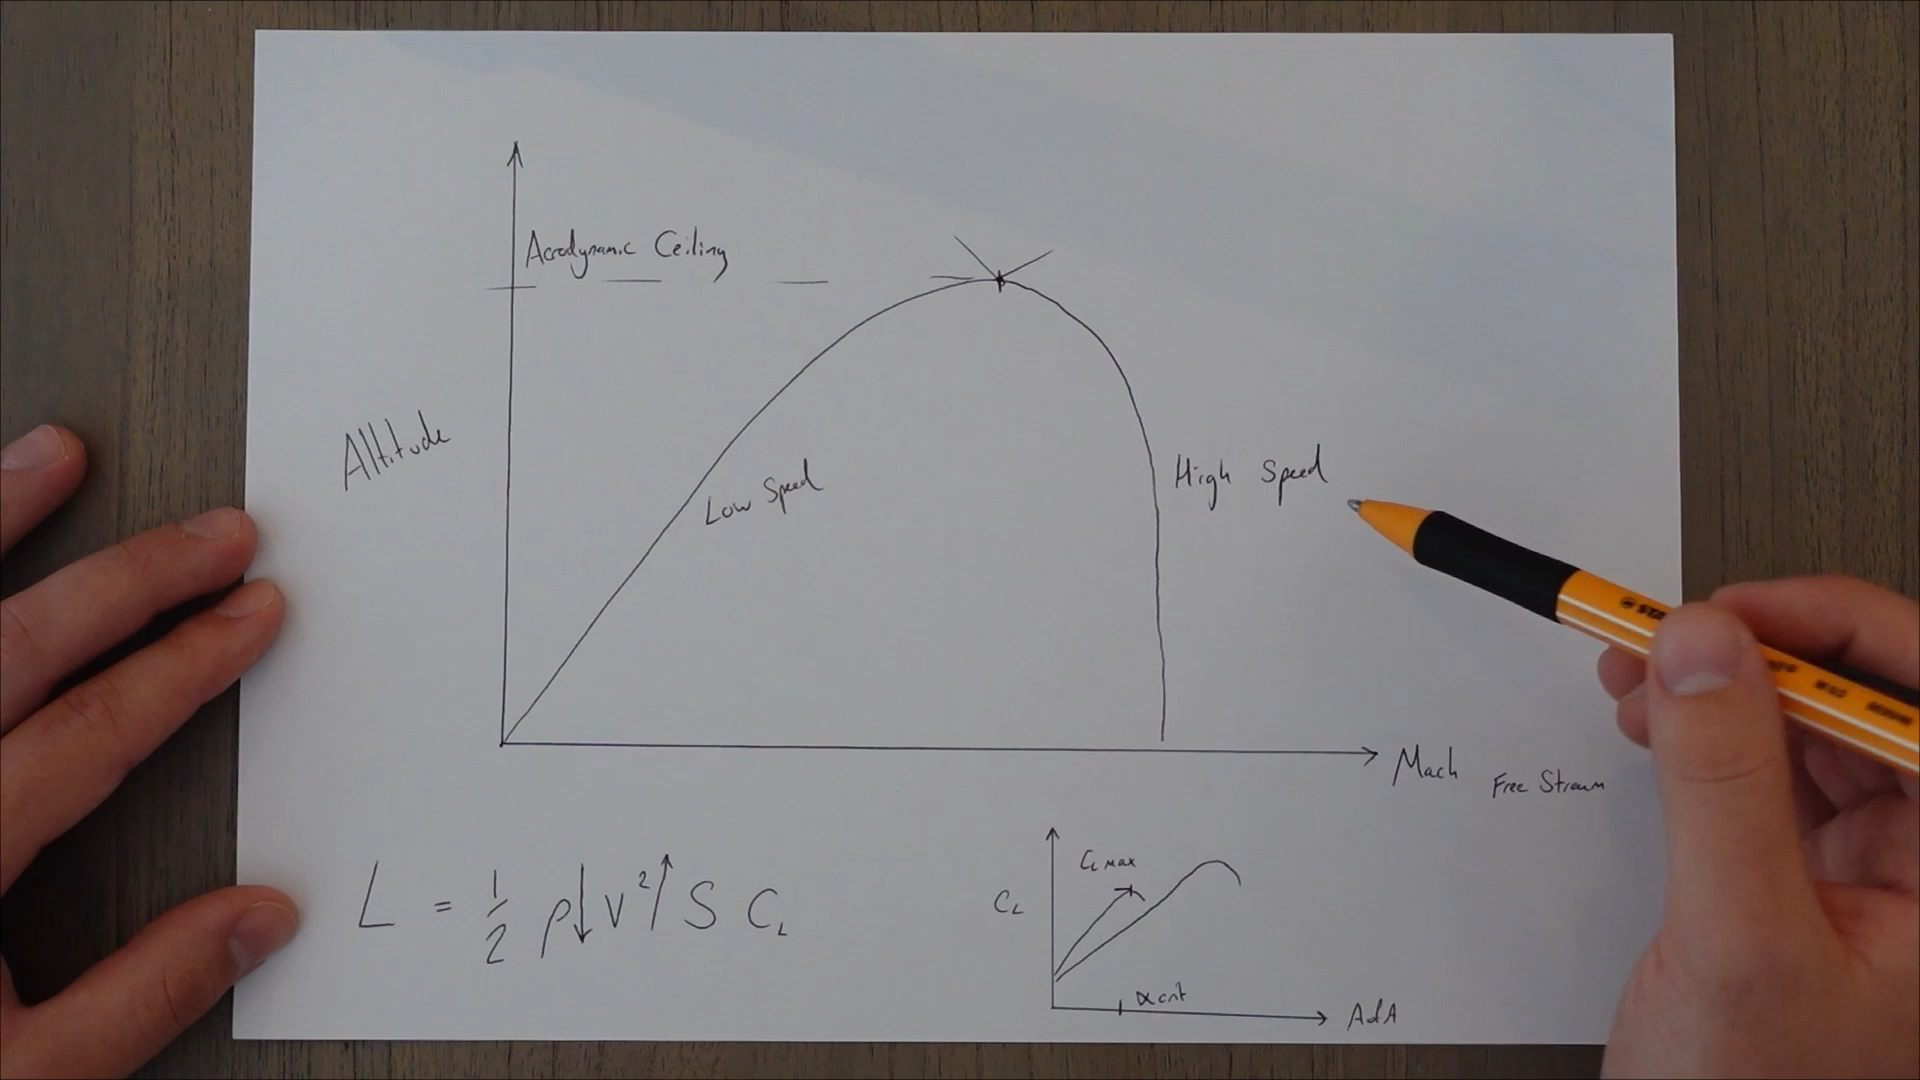 Aerodynamic Ceiling
Altitude
Low Speed
High Speed
Mach Free Stream
L = 1/2 ρ↓ V²↑ S CL
CL MAX
CL
αcrit
AoA
STA